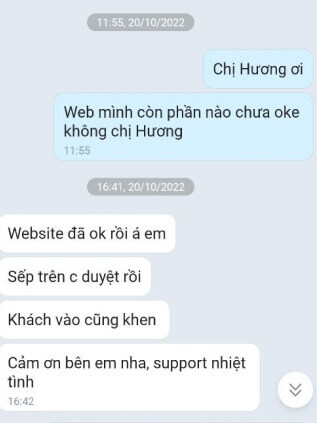 11:55, 20/10/2022
Chị Hương ơi
Web mình còn phần nào chưa oke
không chị Hương
11:55
16:41, 20/10/2022
Website đã ok rồi á em
Sếp trên c duyệt rồi
Khách vào cũng khen
Cảm ơn bên em nha, support nhiệt
tình
16:42